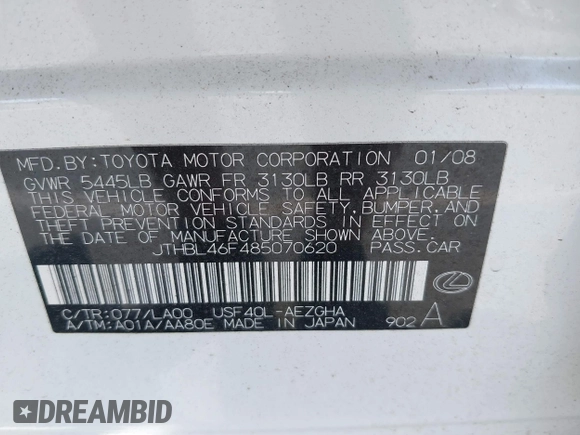 MFD. BY: TOYOTA MOTOR CORPORATION 01/08
GVWR 5445LB GAWR FR 3130LB RR 3130LB
THIS VEHICLE CONFORMS TO ALL APPLICABLE
FEDERAL MOTOR VEHICLE SAFETY, BUMPER, AND
THEFT PREVENTION STANDARDS IN EFFECT ON
THE DATE OF MANUFACTURE SHOWN ABOVE.
JTHBL46F485070620 PASS. CAR
C/TR:077/LA00 USF40L-AEZGHA
A/TM:A01A/AA80E MADE IN JAPAN 902 A
DREAMBID